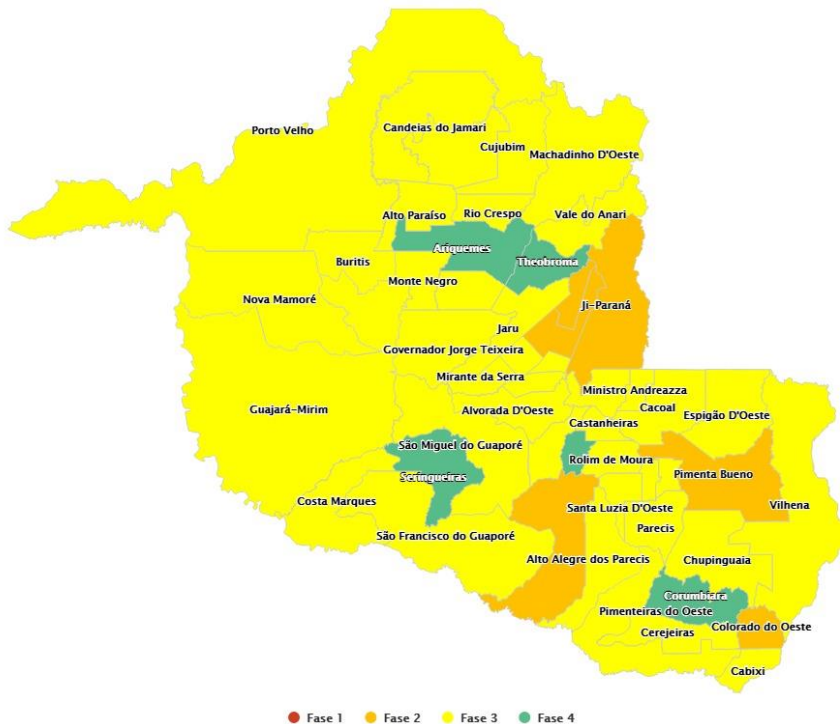 Porto Velho
Candeias do Jamari
Cujubim
Machadinho D'Oeste
Alto Paraíso
Rio Crespo
Vale do Anari
Ariquemes
Theobroma
Buritis
Monte Negro
Nova Mamoré
Ji-Paraná
Jaru
Governador Jorge Teixeira
Mirante da Serra
Ministro Andreazza
Guajará-Mirim
Alvorada D'Oeste
Cacoal
Espigão D'Oeste
Castanheiras
São Miguel do Guaporé
Rolim de Moura
Seringueiras
Pimenta Bueno
Costa Marques
Santa Luzia D'Oeste
Vilhena
São Francisco do Guaporé
Parecis
Alto Alegre dos Parecis
Chupinguaia
Corumbiara
Pimenteiras do Oeste
Colorado do Oeste
Cerejeiras
Cabixi
Fase 1 Fase 2 Fase 3 Fase 4